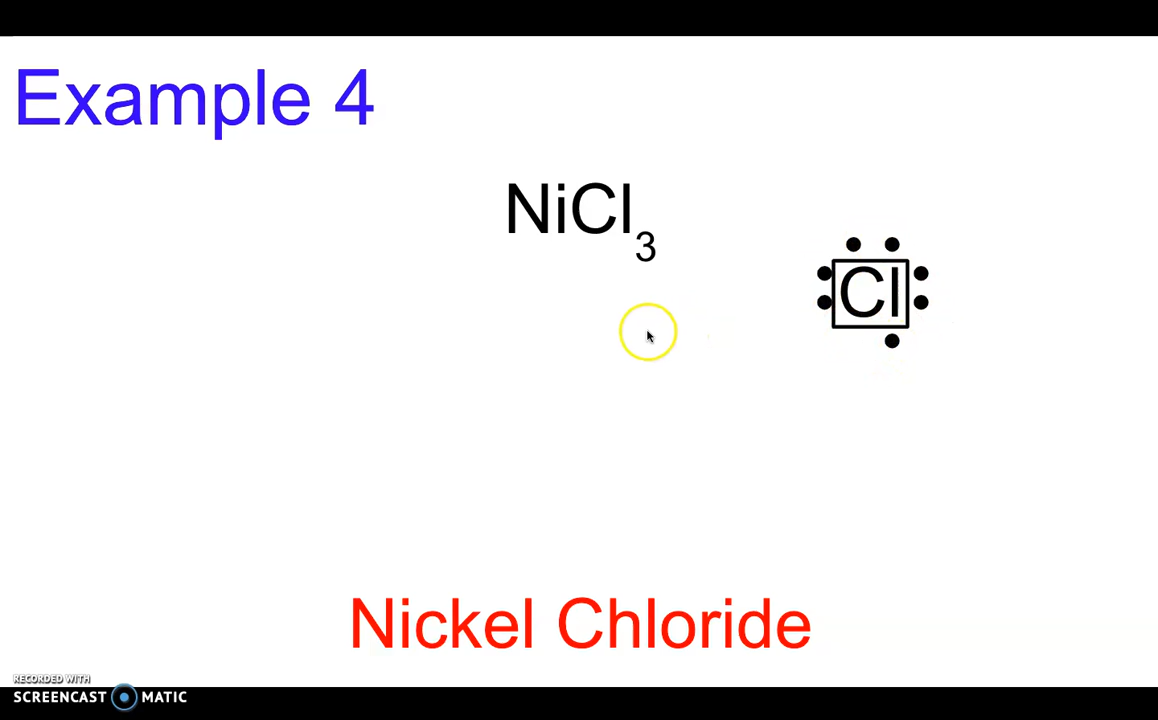 Example 4
NiCl3
Cl
Nickel Chloride
RECORDED WITH
SCREENCAST MATIC